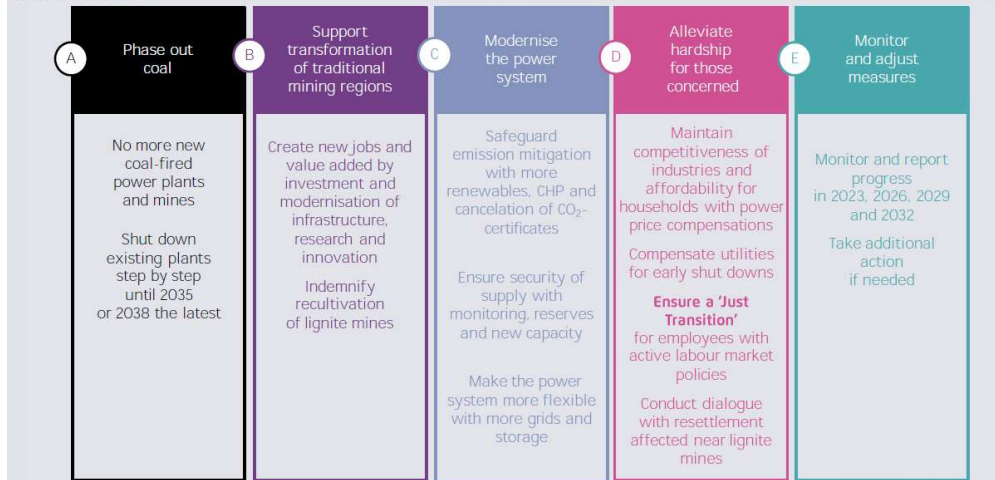 A
Phase out
coal
No more new
coal-fired
power plants
and mines
Shut down
existing plants
step by step
until 2035
or 2038 the latest
B
Support
transformation
of traditional
mining regions
Create new jobs and
value added by
investment and
modernisation of
infrastructure,
research and
innovation
Indemnify
recultivation
of lignite mines
C
Modernise
the power
system
Safeguard
emission mitigation
with more
renewables, CHP and
cancelation of CO₂-
certificates
Ensure security of
supply with
monitoring, reserves
and new capacity
Make the power
system more flexible
with more grids and
storage
D
Alleviate
hardship
for those
concerned
Maintain
competitiveness of
industries and
affordability for
households with power
price compensations
Compensate utilities
for early shut downs
Ensure a 'Just
Transition'
for employees with
active labour market
policies
Conduct dialogue
with resettlement
affected near lignite
mines
E
Monitor
and adjust
measures
Monitor and report
progress
in 2023, 2026, 2029
and 2032
Take additional
action
if needed